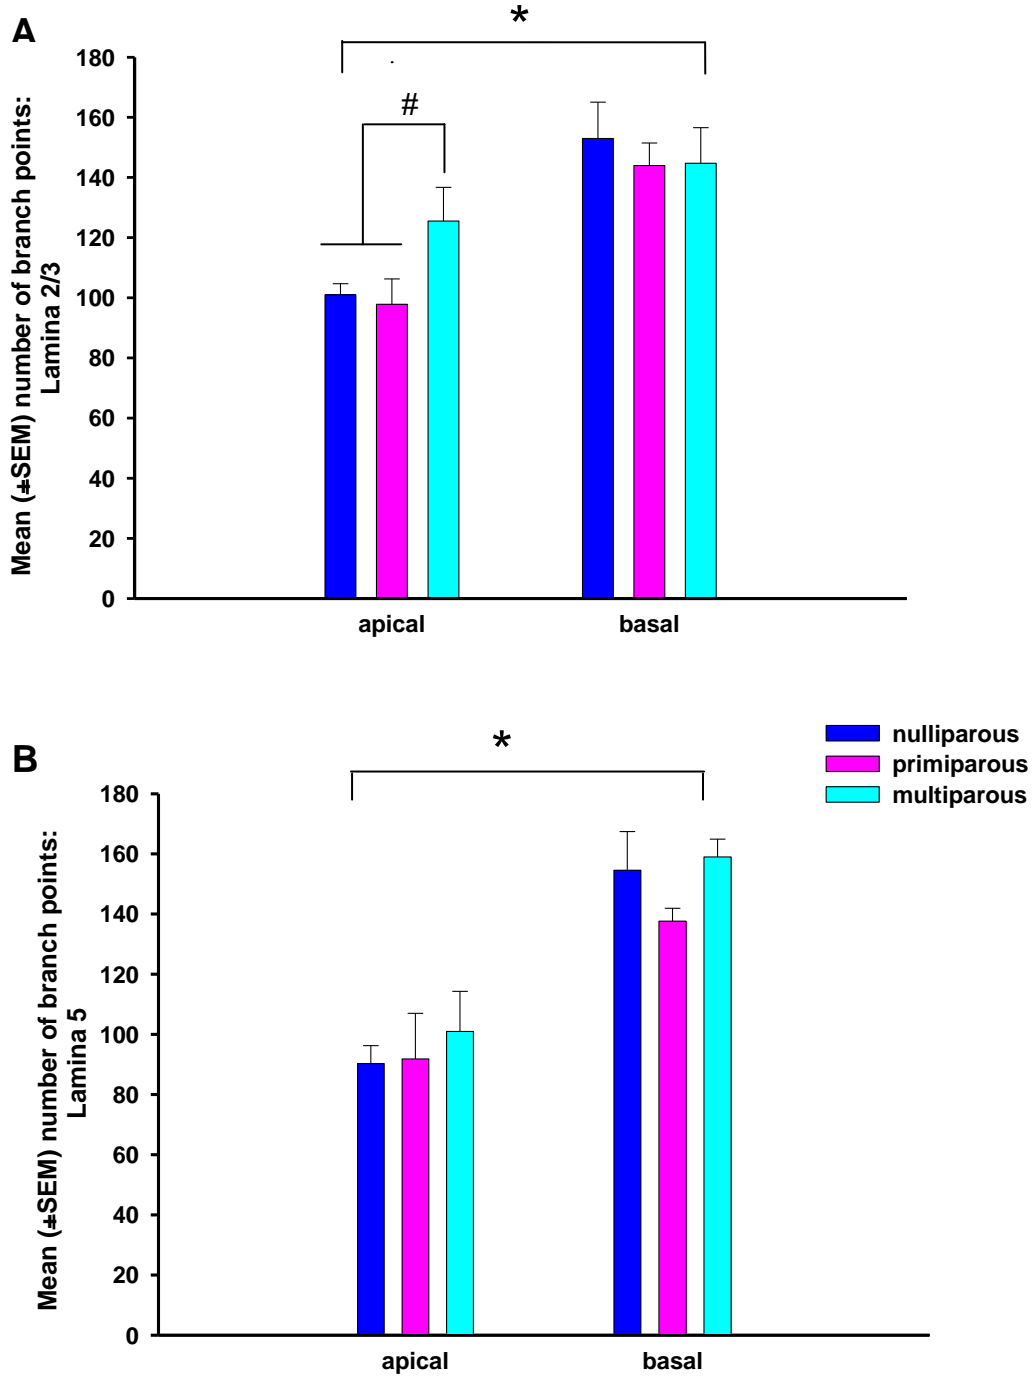 A
*
#
Mean (±SEM) number of branch points:
Lamina 2/3
180
160
140
120
100
80
60
40
20
0
apical basal
nulliparous
primiparous
multiparous
B
*
Mean (±SEM) number of branch points:
Lamina 5
180
160
140
120
100
80
60
40
20
0
apical basal